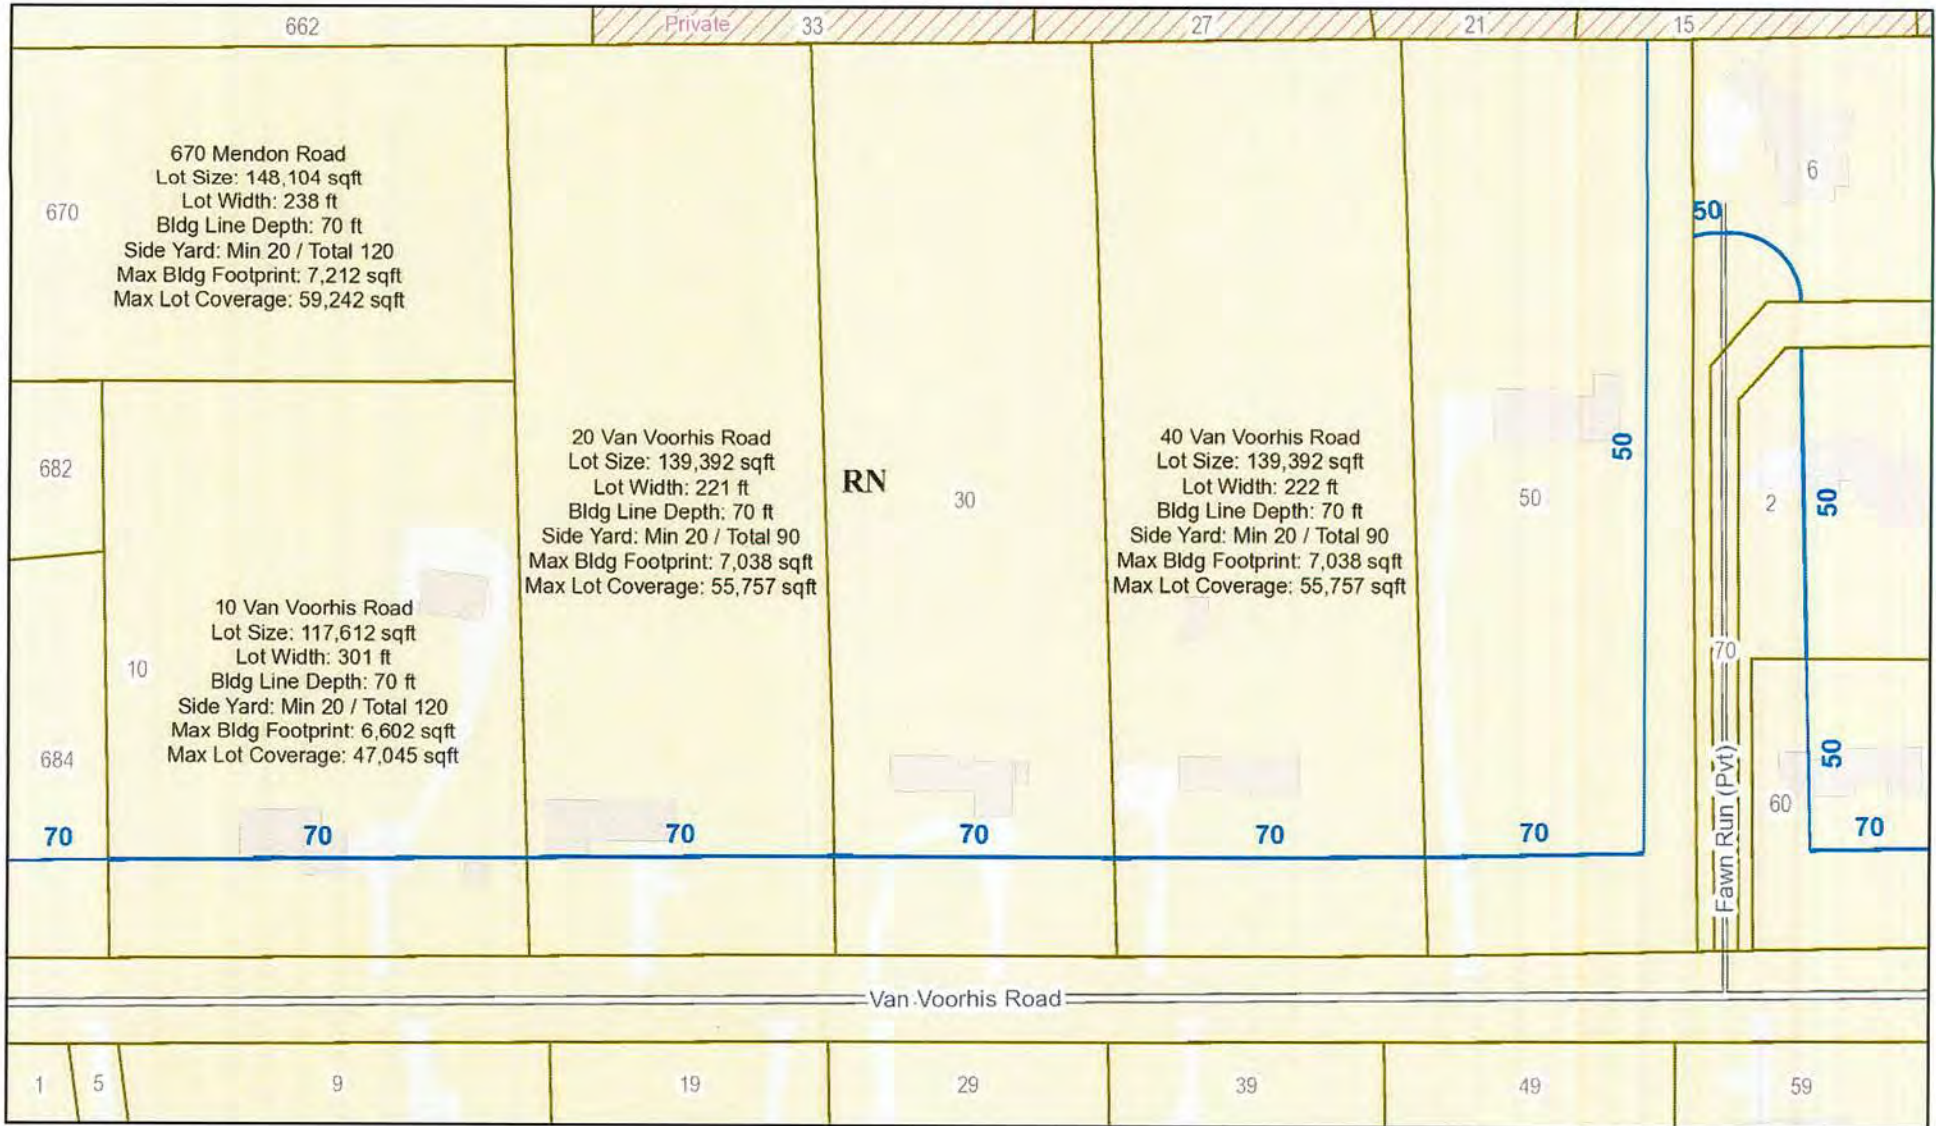 662
Private
33
27
21
15
670 Mendon Road
Lot Size: 148,104 sqft
Lot Width: 238 ft
Bldg Line Depth: 70 ft
Side Yard: Min 20 / Total 120
Max Bldg Footprint: 7,212 sqft
Max Lot Coverage: 59,242 sqft
670
6
50
682
20 Van Voorhis Road
Lot Size: 139,392 sqft
Lot Width: 221 ft
Bldg Line Depth: 70 ft
Side Yard: Min 20 / Total 90
Max Bldg Footprint: 7,038 sqft
Max Lot Coverage: 55,757 sqft
RN
30
40 Van Voorhis Road
Lot Size: 139,392 sqft
Lot Width: 222 ft
Bldg Line Depth: 70 ft
Side Yard: Min 20 / Total 90
Max Bldg Footprint: 7,038 sqft
Max Lot Coverage: 55,757 sqft
50
50
2
50
10 Van Voorhis Road
Lot Size: 117,612 sqft
Lot Width: 301 ft
Bldg Line Depth: 70 ft
Side Yard: Min 20 / Total 120
Max Bldg Footprint: 6,602 sqft
Max Lot Coverage: 47,045 sqft
10
684
70
50
60
Fawn Run (Pvt)
70
70
70
70
70
70
70
Van Voorhis Road
1
5
9
19
29
39
49
59